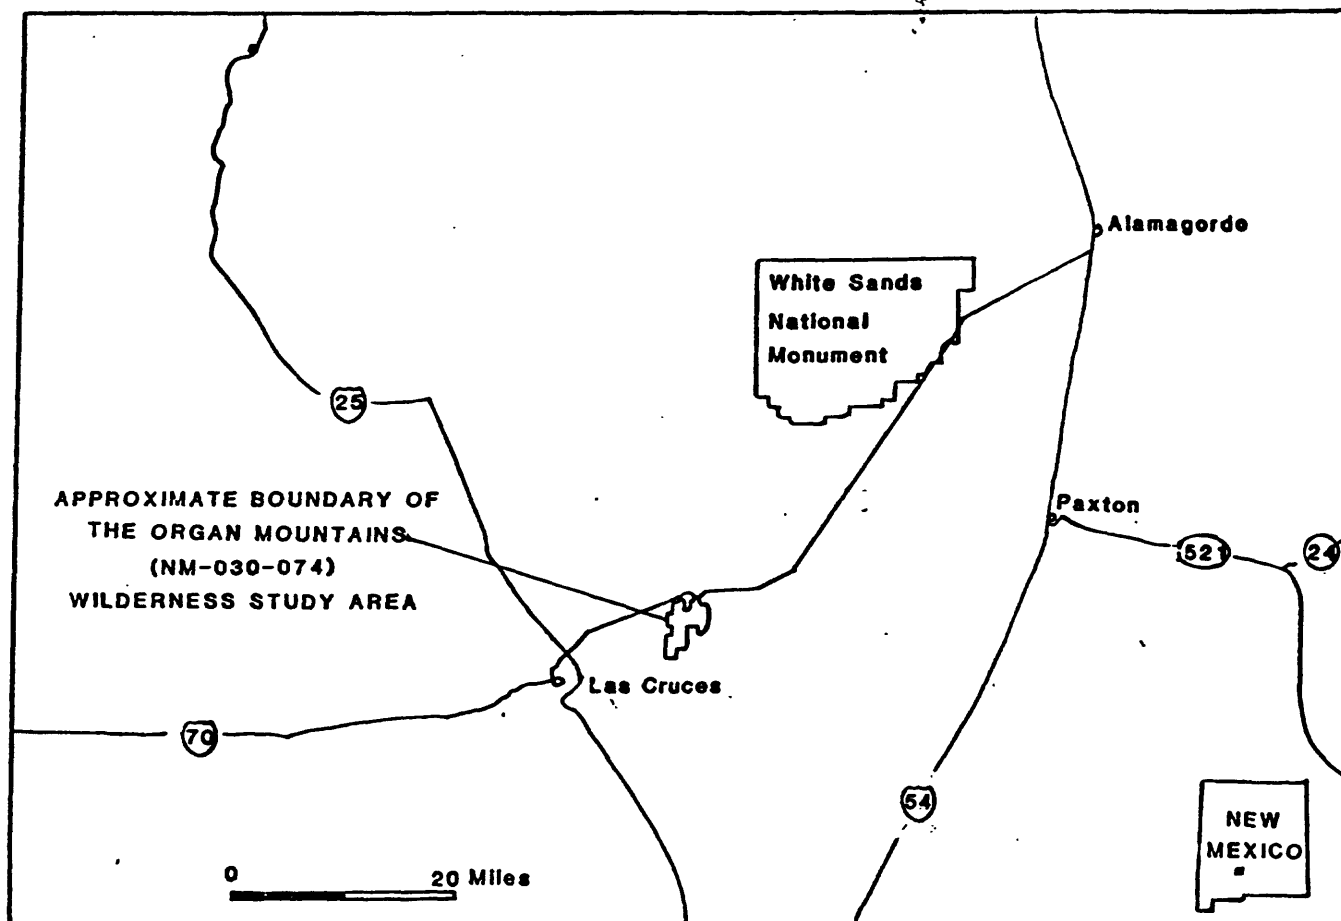 Alamagordo
White Sands
National
Monument
25
APPROXIMATE BOUNDARY OF
THE ORGAN MOUNTAINS
(NM-030-074)
WILDERNESS STUDY AREA
Paxton
521
24
Las Cruces
70
54
NEW
MEXICO
0 20 Miles